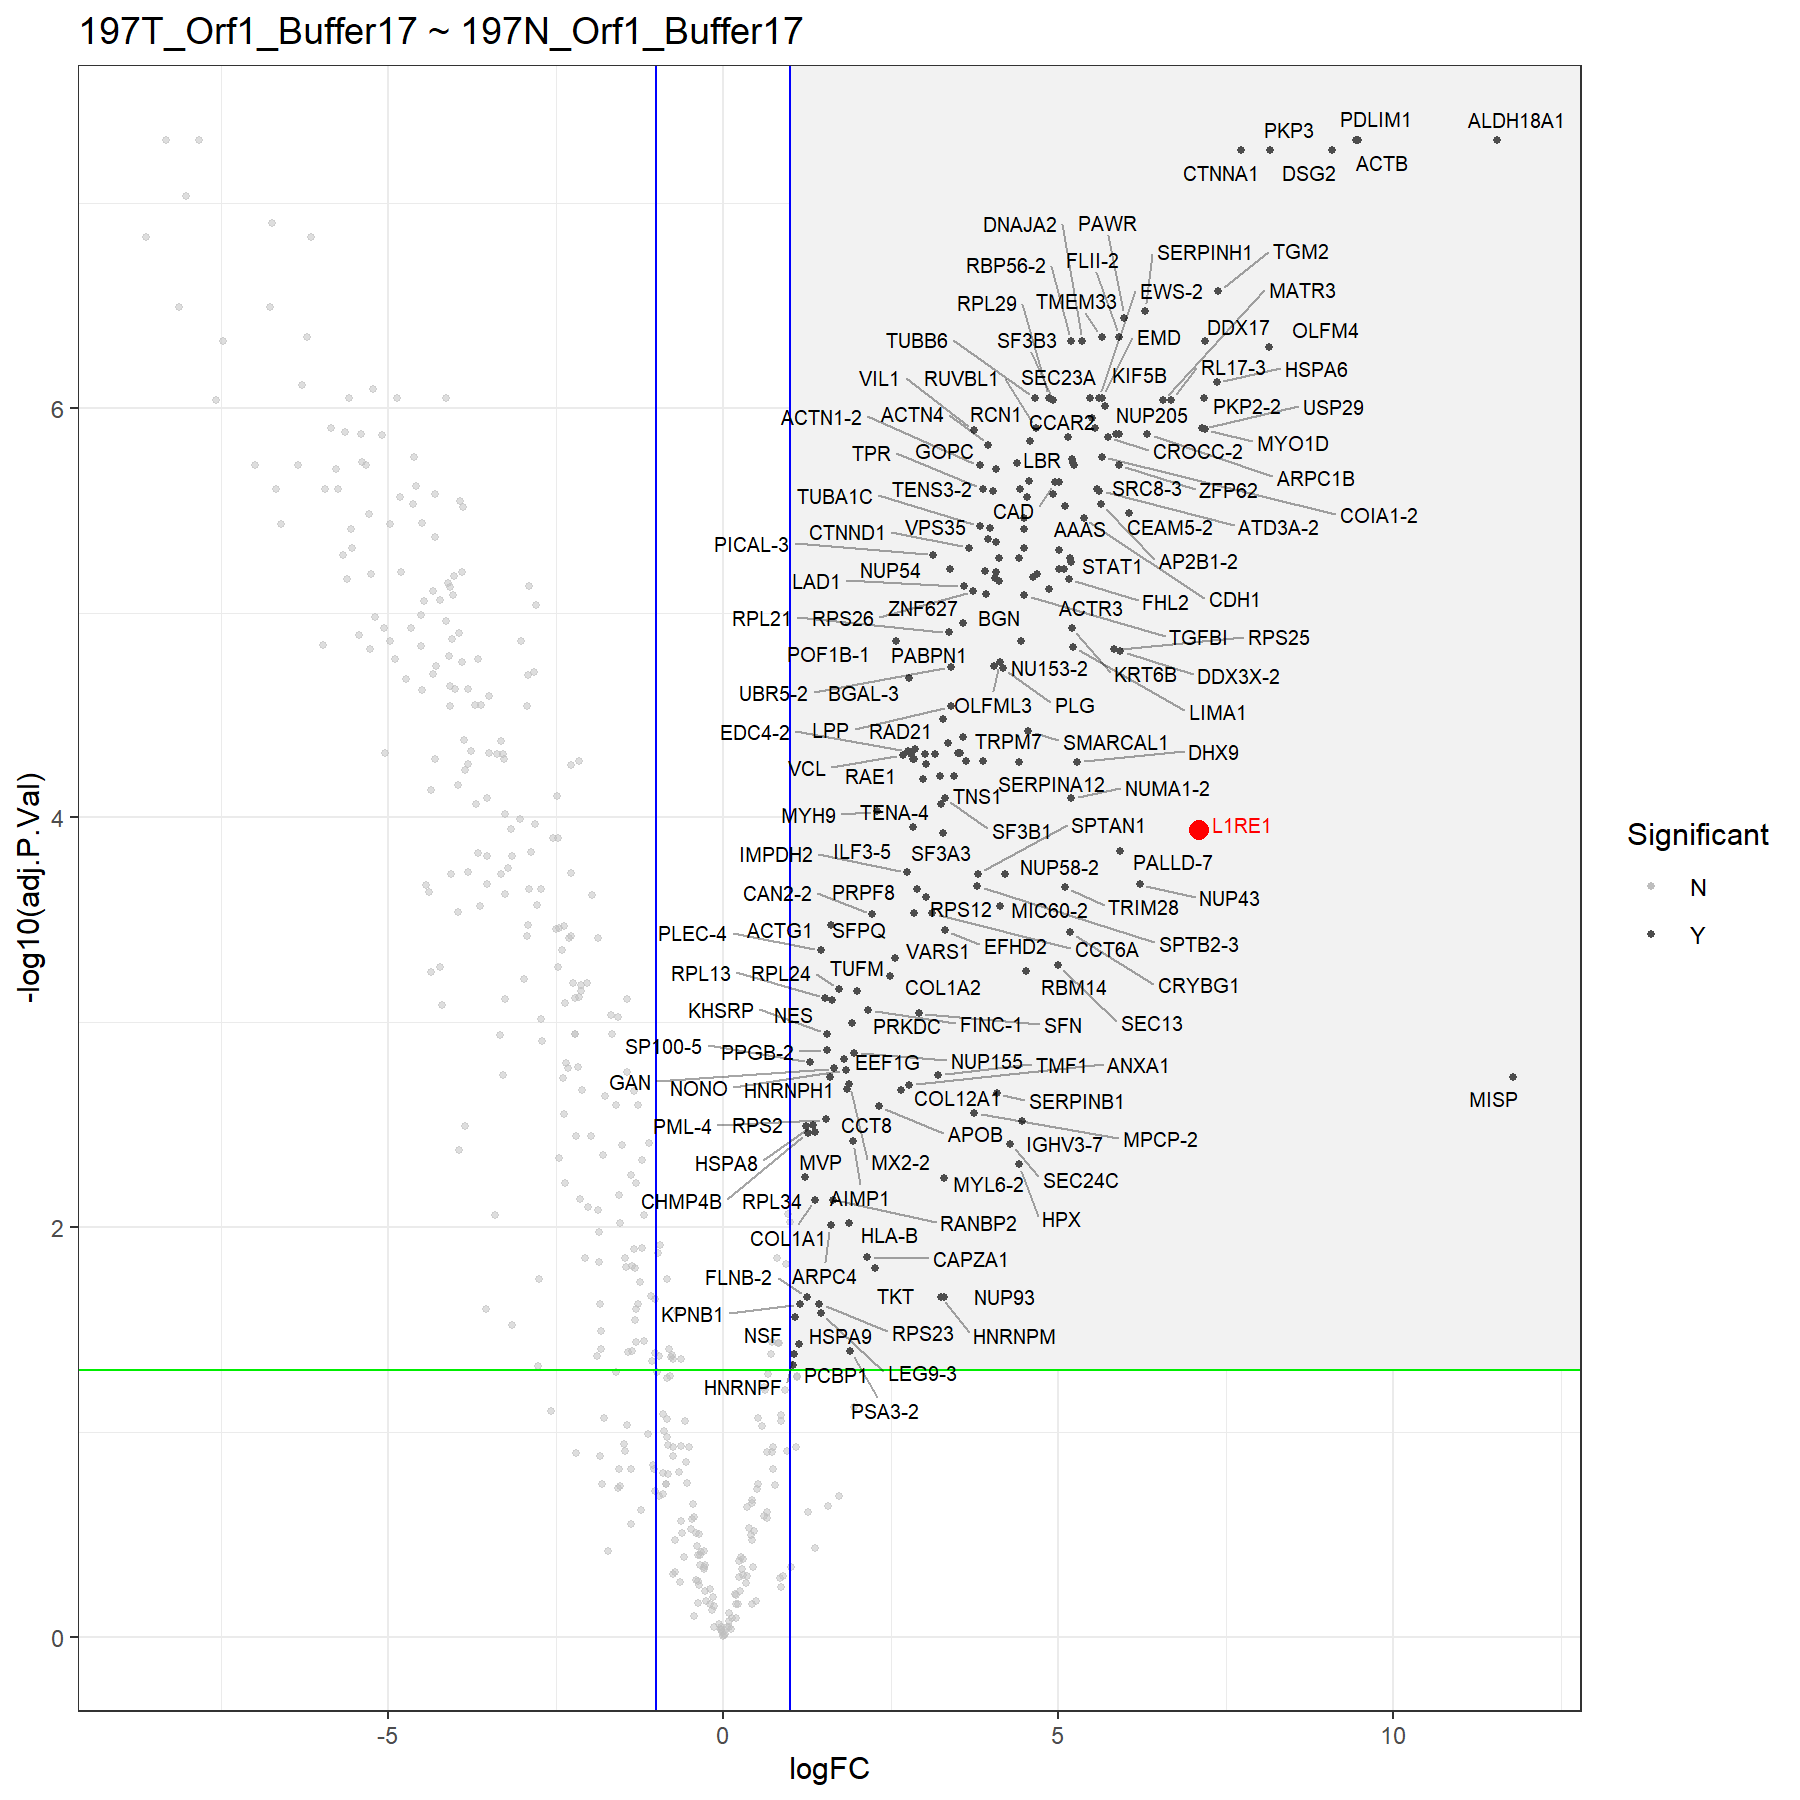 197T_Orf1_Buffer17 ~ 197N_Orf1_Buffer17
PDLIM1
ALDH18A1
PKP3
ACTB
CTNNA1
DSG2
DNAJA2
PAWR
SERPINH1
TGM2
RBP56-2
FLII-2
EWS-2
MATR3
RPL29
TMEM33
DDX17
OLFM4
TUBB6
SF3B3
EMD
VIL1
RUVBL1
SEC23A
KIF5B
RL17-3
HSPA6
ACTN1-2
ACTN4
RCN1
CCAR2
NUP205
PKP2-2
USP29
TPR
GOPC
LBR
CROCC-2
MYO1D
TUBA1C
TENS3-2
SRC8-3
ZFP62
ARPC1B
CAD
COIA1-2
CTNND1
VPS35
AAAS
CEAM5-2
ATD3A-2
PICAL-3
NUP54
STAT1
AP2B1-2
LAD1
ZNF627
ACTR3
FHL2
CDH1
RPL21
RPS26
BGN
TGFBI
RPS25
POF1B-1
PABPN1
NU153-2
KRT6B
DDX3X-2
UBR5-2
BGAL-3
OLFML3
PLG
LIMA1
EDC4-2
LPP
RAD21
TRPM7
SMARCAL1
DHX9
VCL
RAE1
SERPINA12
NUMA1-2
TNS1
MYH9
TENA-4
SF3B1
SPTAN1
L1RE1
IMPDH2
ILF3-5
SF3A3
NUP58-2
PALLD-7
CAN2-2
PRPF8
RPS12
MIC60-2
TRIM28
NUP43
PLEC-4
ACTG1
SFPQ
VARS1
EFHD2
CCT6A
SPTB2-3
RPL13
RPL24
TUFM
COL1A2
RBM14
CRYBG1
KHSRP
NES
PRKDC
FINC-1
SFN
SEC13
SP100-5
PPGB-2
EEF1G
NUP155
TMF1
ANXA1
GAN
NONO
HNRNPH1
COL12A1
SERPINB1
MISP
PML-4
RPS2
CCT8
APOB
IGHV3-7
MPCP-2
HSPA8
MVP
MX2-2
MYL6-2
SEC24C
CHMP4B
RPL34
AIMP1
RANBP2
HPX
COL1A1
HLA-B
CAPZA1
FLNB-2
ARPC4
TKT
NUP93
KPNB1
NSF
HSPA9
RPS23
HNRNPM
HNRNPF
PCBP1
LEG9-3
PSA3-2
6
4
2
0
-5
0
5
10
logFC
-log10(adj.P.Val)
Significant
N
Y